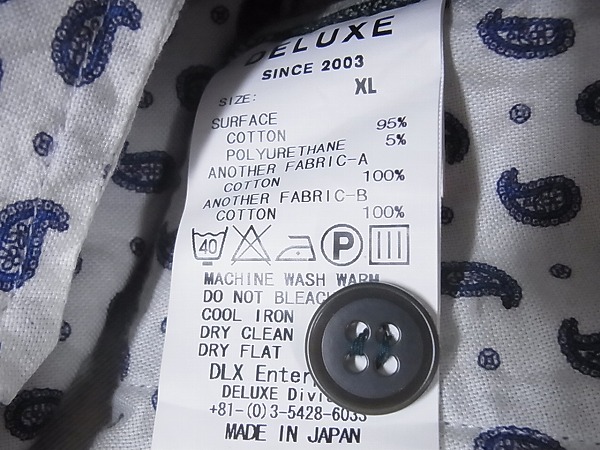 DELUXE
SINCE 2003
SIZE: XL
SURFACE
COTTON 95%
POLYURETHANE 5%
ANOTHER FABRIC-A
COTTON 100%
ANOTHER FABRIC-B
COTTON 100%
40 P
MACHINE WASH WARM
DO NOT BLEACH
COOL IRON
DRY CLEAN
DRY FLAT
DLX
DELUXE
+81-(0)3-5428-6033
MADE IN JAPAN